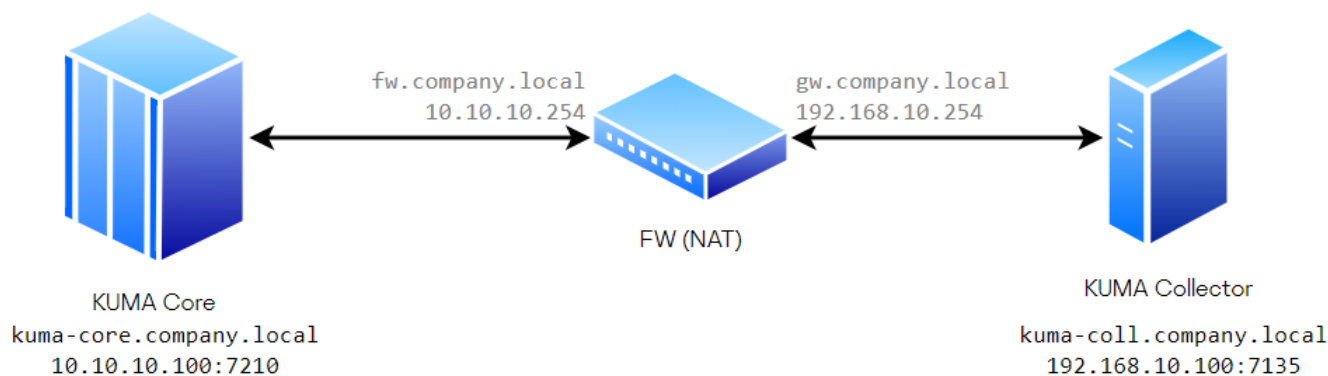 fw.company.local
10.10.10.254
gw.company.local
192.168.10.254
FW (NAT)
KUMA Core
kuma-core.company.local
10.10.10.100:7210
KUMA Collector
kuma-coll.company.local
192.168.10.100:7135